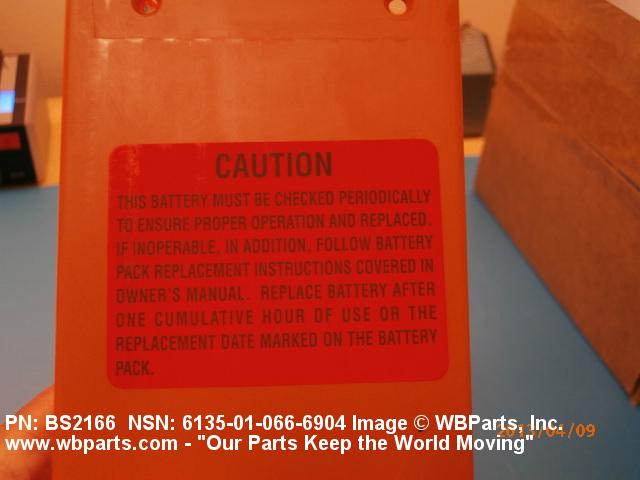 CAUTION
THIS BATTERY MUST BE CHECKED PERIODICALLY
TO ENSURE PROPER OPERATION AND REPLACED.
IF INOPERABLE. IN ADDITION, FOLLOW BATTERY
PACK REPLACEMENT INSTRUCTIONS COVERED IN
OWNER'S MANUAL. REPLACE BATTERY AFTER
ONE CUMULATIVE HOUR OF USE OR THE
REPLACEMENT DATE MARKED ON THE BATTERY
PACK.
PN: BS2166 NSN: 6135-01-066-6904 Image © WBParts, Inc.
2013/04/09
www.wbparts.com - "Our Parts Keep the World Moving"